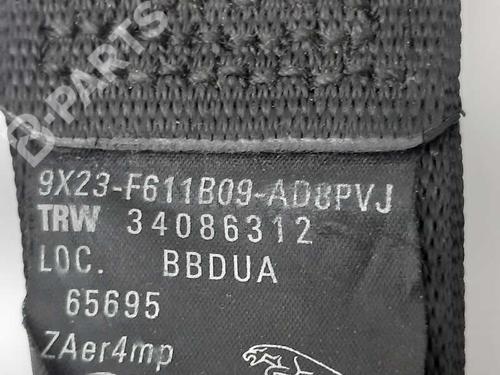 B-PARTS
9X23-F611B09-AD8PVJ
TRW 34086312
LOC. BBDUA
65695
ZAer4mp